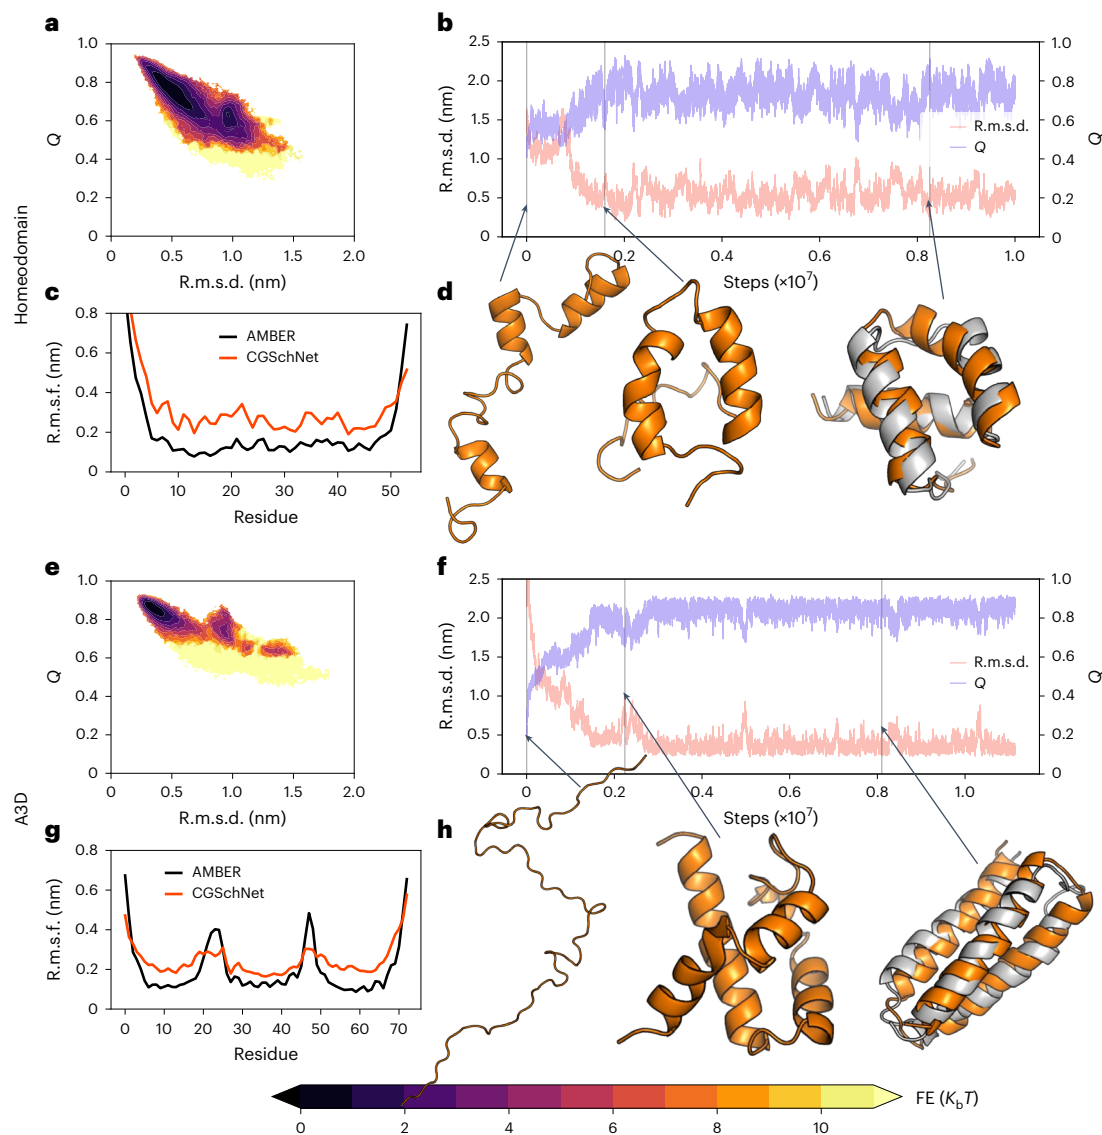 a
b
1.0
0.8
0.6
0.4
0.2
0
Q
0
0.5
1.0
1.5
2.0
R.m.s.d. (nm)
2.5
2.0
1.5
1.0
0.5
0
R.m.s.d. (nm)
R.m.s.d.
Q
1.0
0.8
0.6
0.4
0.2
0
Q
0
0.2
0.4
0.6
0.8
1.0
Steps (×10⁷)
Homeodomain
c
d
0.8
0.6
0.4
0.2
0
R.m.s.f. (nm)
AMBER
CGSchNet
0
10
20
30
40
50
Residue
e
f
1.0
0.8
0.6
0.4
0.2
0
Q
0
0.5
1.0
1.5
2.0
R.m.s.d. (nm)
2.5
2.0
1.5
1.0
0.5
0
R.m.s.d. (nm)
R.m.s.d.
Q
1.0
0.8
0.6
0.4
0.2
0
Q
0
0.2
0.4
0.6
0.8
1.0
Steps (×10⁷)
A3D
g
h
0.8
0.6
0.4
0.2
0
R.m.s.f. (nm)
AMBER
CGSchNet
0
10
20
30
40
50
60
70
Residue
FE (KbT)
0
2
4
6
8
10